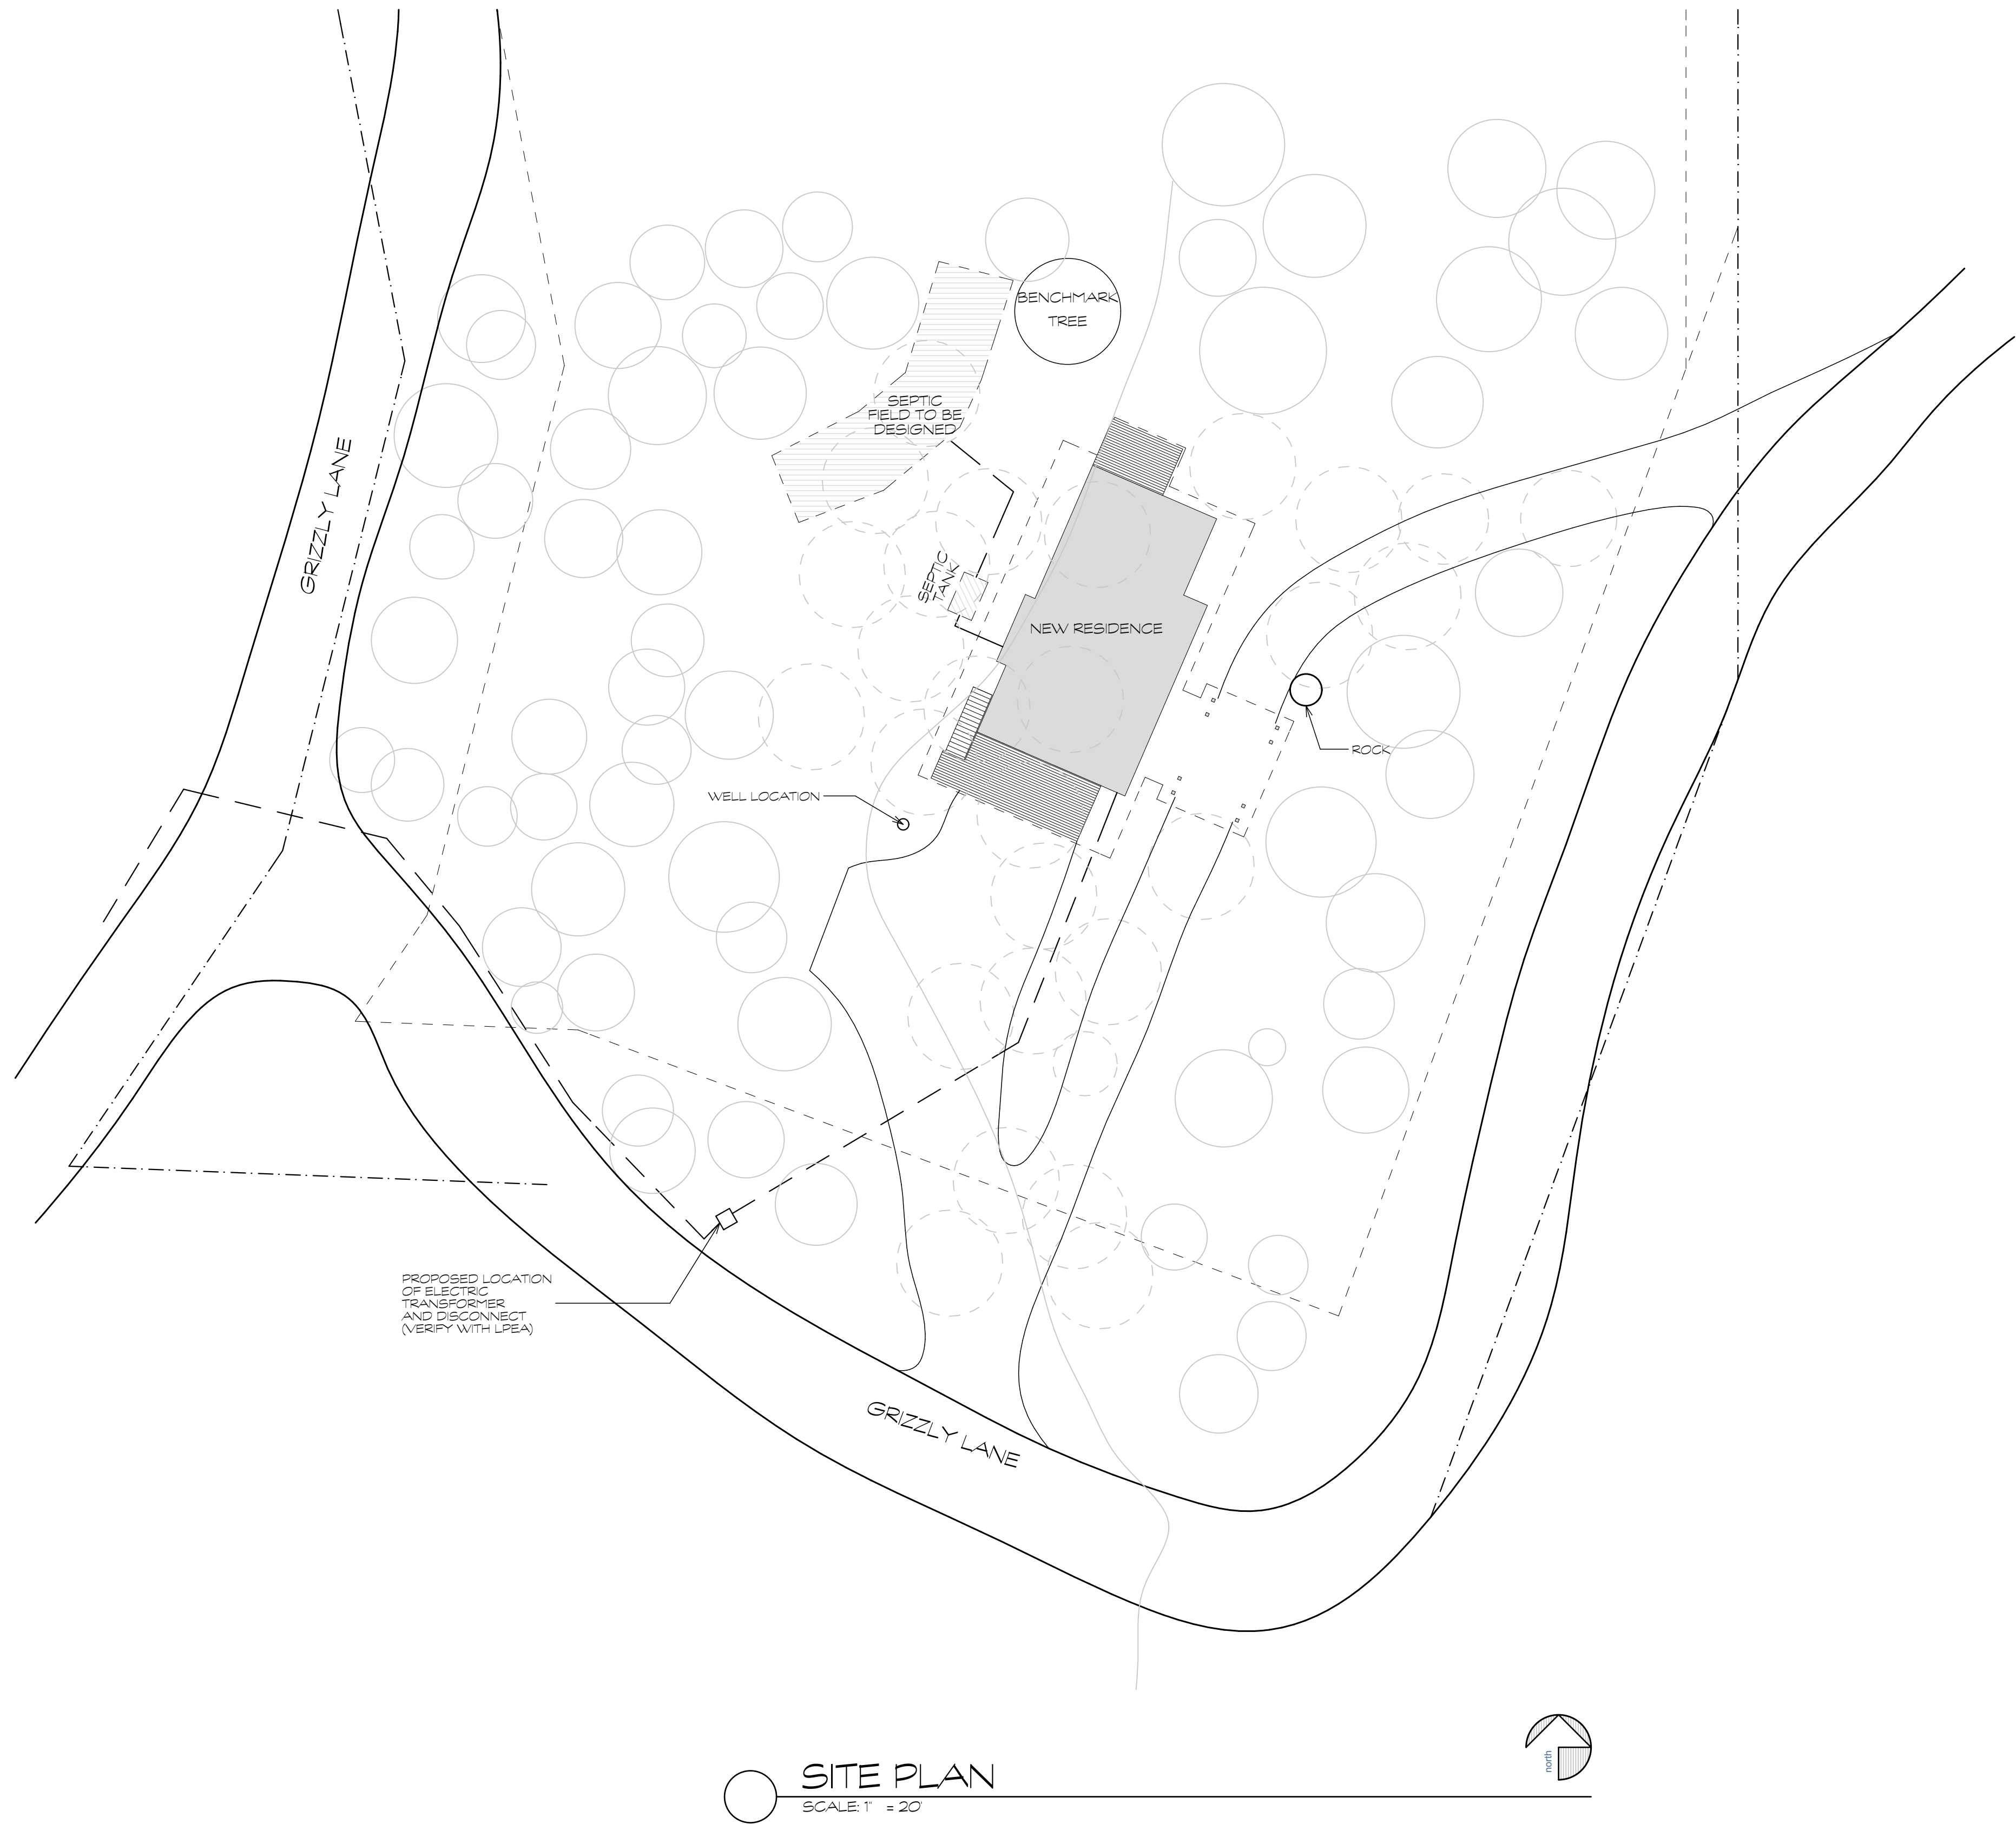 BENCHMARK
TREE
SEPTIC
FIELD TO BE
DESIGNED
GRIZZLY LANE
SEPTIC
TANK
NEW RESIDENCE
ROCK
WELL LOCATION
PROPOSED LOCATION
OF ELECTRIC
TRANSFORMER
AND DISCONNECT
(VERIFY WITH LPEA)
GRIZZLY LANE
north
SITE PLAN
SCALE: 1" = 20'